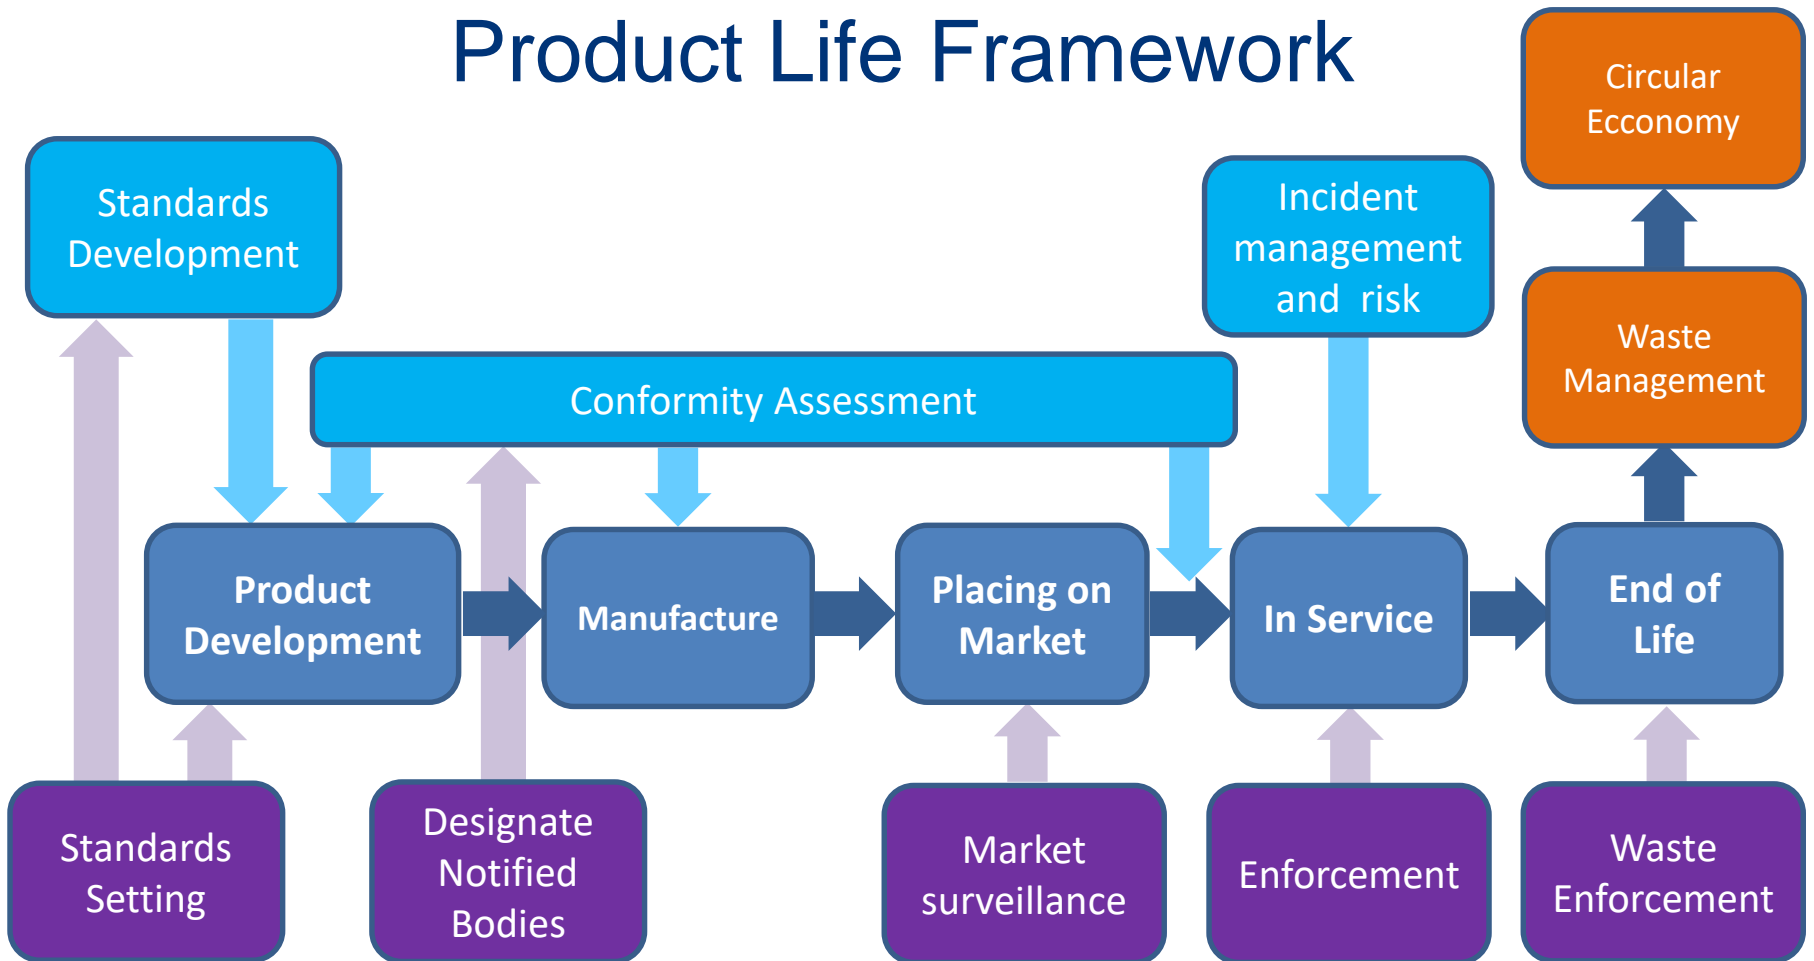 Product Life Framework
Circular
Ecconomy
Standards
Development
Incident
management
and  risk
Waste
Management
Conformity Assessment
Product
Development
Manufacture
Placing on
Market
In Service
End of
Life
Standards
Setting
Designate
Notified
Bodies
Market
surveillance
Enforcement
Waste
Enforcement